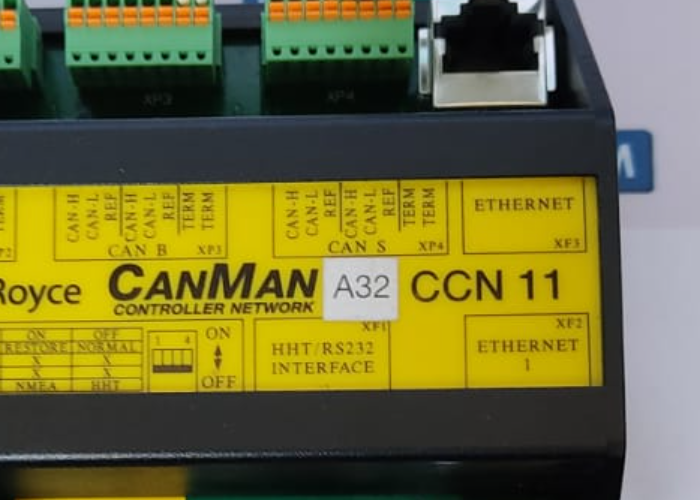 XP3 XP4
CAN-H CAN-L REF CAN-H CAN-L REF TERM TERM
CAN B XP3
CAN-H CAN-L REF CAN-H CAN-L REF TERM TERM
CAN S XP4
ETHERNET
XF3
Royce CANMAN A32 CCN 11
CONTROLLER NETWORK
ON OFF
RESTORE NORMAL
X X
X X
NMEA HHT
1 4
ON
OFF
XF1
HHT/RS232
INTERFACE
XF2
ETHERNET
1